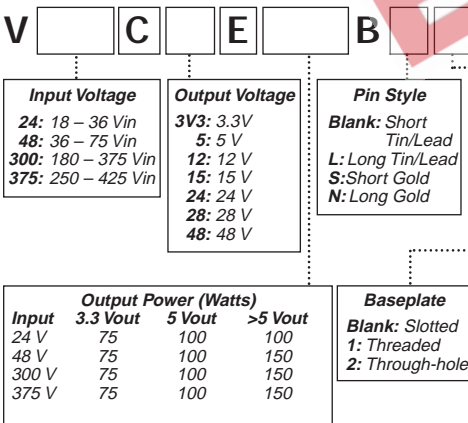 V C E B
Input Voltage
24: 18 – 36 Vin
48: 36 – 75 Vin
300: 180 – 375 Vin
375: 250 – 425 Vin
Output Voltage
3V3: 3.3V
5: 5 V
12: 12 V
15: 15 V
24: 24 V
28: 28 V
48: 48 V
Pin Style
Blank: Short
Tin/Lead
L: Long Tin/Lead
S:Short Gold
N: Long Gold
Output Power (Watts)
Input 3.3 Vout 5 Vout >5 Vout
24 V 75 100 100
48 V 75 100 150
300 V 75 100 150
375 V 75 100 150
Baseplate
Blank: Slotted
1: Threaded
2: Through-hole